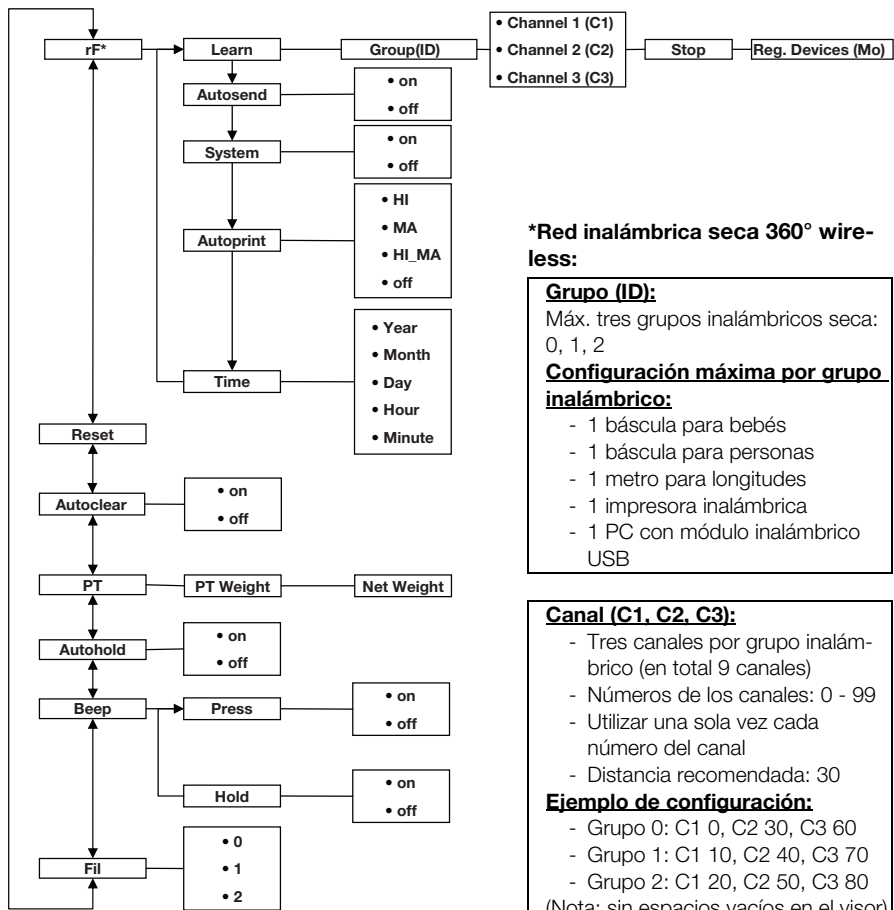 rF*
Learn
Group(ID)
• Channel 1 (C1)
• Channel 2 (C2)
• Channel 3 (C3)
Stop
Reg. Devices (Mo)
Autosend
• on
• off
System
• on
• off
Autoprint
• HI
• MA
• HI_MA
• off
Time
• Year
• Month
• Day
• Hour
• Minute
Reset
Autoclear
• on
• off
PT
PT Weight
Net Weight
Autohold
• on
• off
Beep
Press
• on
• off
Hold
• on
• off
Fil
• 0
• 1
• 2
*Red inalámbrica seca 360° wire-
less:
Grupo (ID):
Máx. tres grupos inalámbricos seca:
0, 1, 2
Configuración máxima por grupo
inalámbrico:
- 1 báscula para bebés
- 1 báscula para personas
- 1 metro para longitudes
- 1 impresora inalámbrica
- 1 PC con módulo inalámbrico
USB
Canal (C1, C2, C3):
- Tres canales por grupo inalám-
brico (en total 9 canales)
- Números de los canales: 0 - 99
- Utilizar una sola vez cada
número del canal
- Distancia recomendada: 30
Ejemplo de configuración:
- Grupo 0: C1 0, C2 30, C3 60
- Grupo 1: C1 10, C2 40, C3 70
- Grupo 2: C1 20, C2 50, C3 80
(Nota: sin espacios vacíos en el visor)